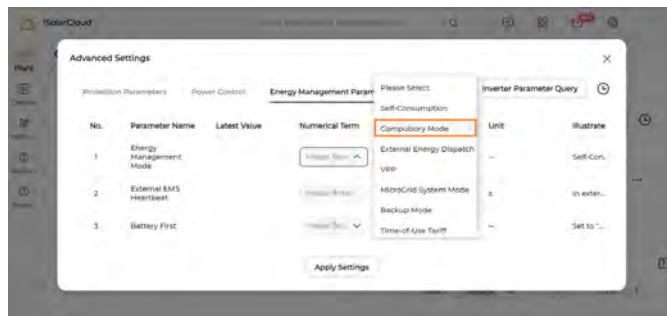 iSolarCloud
Plant
Advanced Settings
Protection Parameters
Power Control
Energy Management Param
Inverter Parameter Query
Please Select
Self-Consumption
Compulsory Mode
External Energy Dispatch
VPP
MicroGrid System Mode
Backup Mode
Time-of-Use Tariff
No.
Parameter Name
Latest Value
Numerical Term
Unit
Illustrate
1
Energy
Management
Mode
--
Self-Con..
2
External EMS
Heartbeat
s
In exter...
3
Battery First
--
Set to "...
Apply Settings